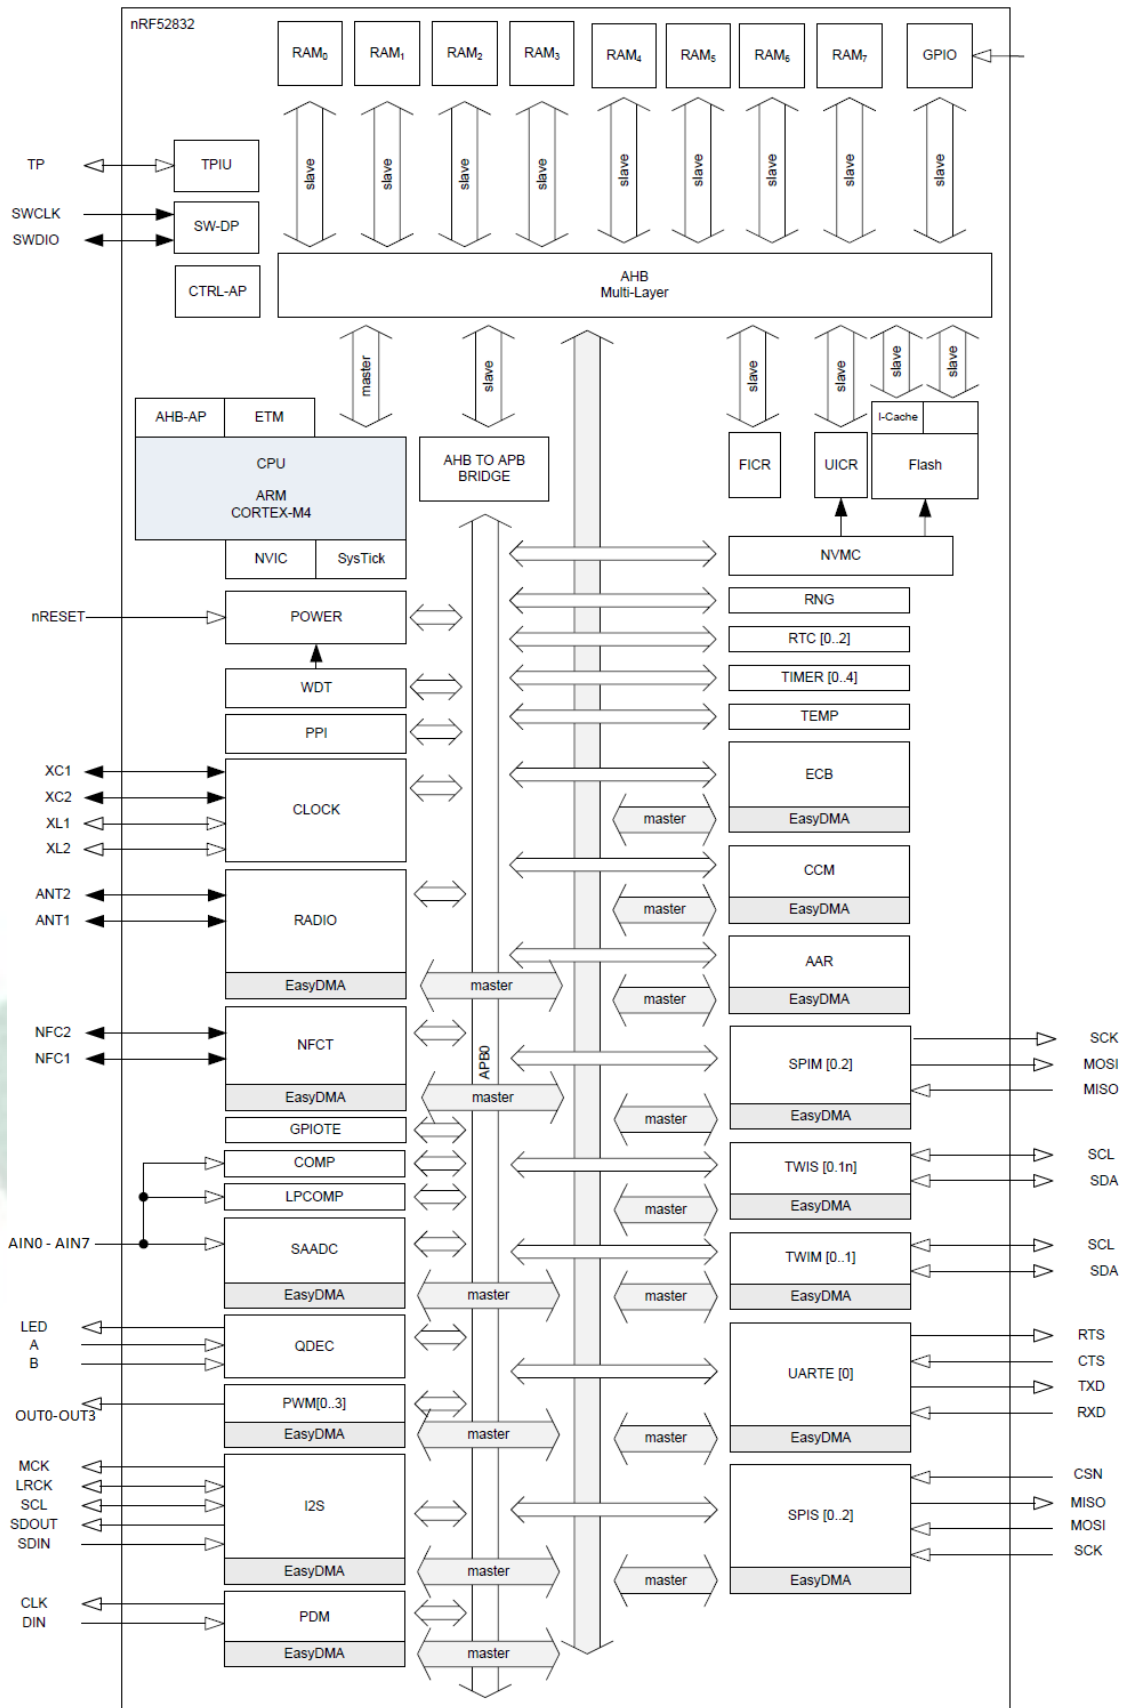 nRF52832
RAM0
RAM1
RAM2
RAM3
RAM4
RAM5
RAM6
RAM7
GPIO
slave
slave
slave
slave
slave
slave
slave
slave
slave
TP
TPIU
SWCLK
SWDIO
SW-DP
CTRL-AP
AHB
Multi-Layer
master
slave
slave
slave
slave
slave
AHB-AP
ETM
CPU
ARM
CORTEX-M4
NVIC
SysTick
AHB TO APB
BRIDGE
FICR
UICR
I-Cache
Flash
NVMC
nRESET
POWER
RNG
RTC [0..2]
WDT
TIMER [0..4]
PPI
TEMP
XC1
XC2
XL1
XL2
CLOCK
ECB
master
EasyDMA
ANT2
ANT1
RADIO
EasyDMA
master
CCM
master
EasyDMA
AAR
master
EasyDMA
NFC2
NFC1
NFCT
EasyDMA
master
APB0
SPIM [0.2]
master
EasyDMA
SCK
MOSI
MISO
GPIOTE
COMP
LPCOMP
AIN0 - AIN7
SAADC
EasyDMA
master
TWIS [0.1n]
master
EasyDMA
SCL
SDA
TWIM [0..1]
master
EasyDMA
SCL
SDA
LED
A
B
QDEC
OUT0-OUT3
PWM[0..3]
EasyDMA
master
UARTE [0]
master
EasyDMA
RTS
CTS
TXD
RXD
MCK
LRCK
SCL
SDOUT
SDIN
I2S
EasyDMA
master
SPIS [0..2]
master
EasyDMA
CSN
MISO
MOSI
SCK
CLK
DIN
PDM
EasyDMA
master